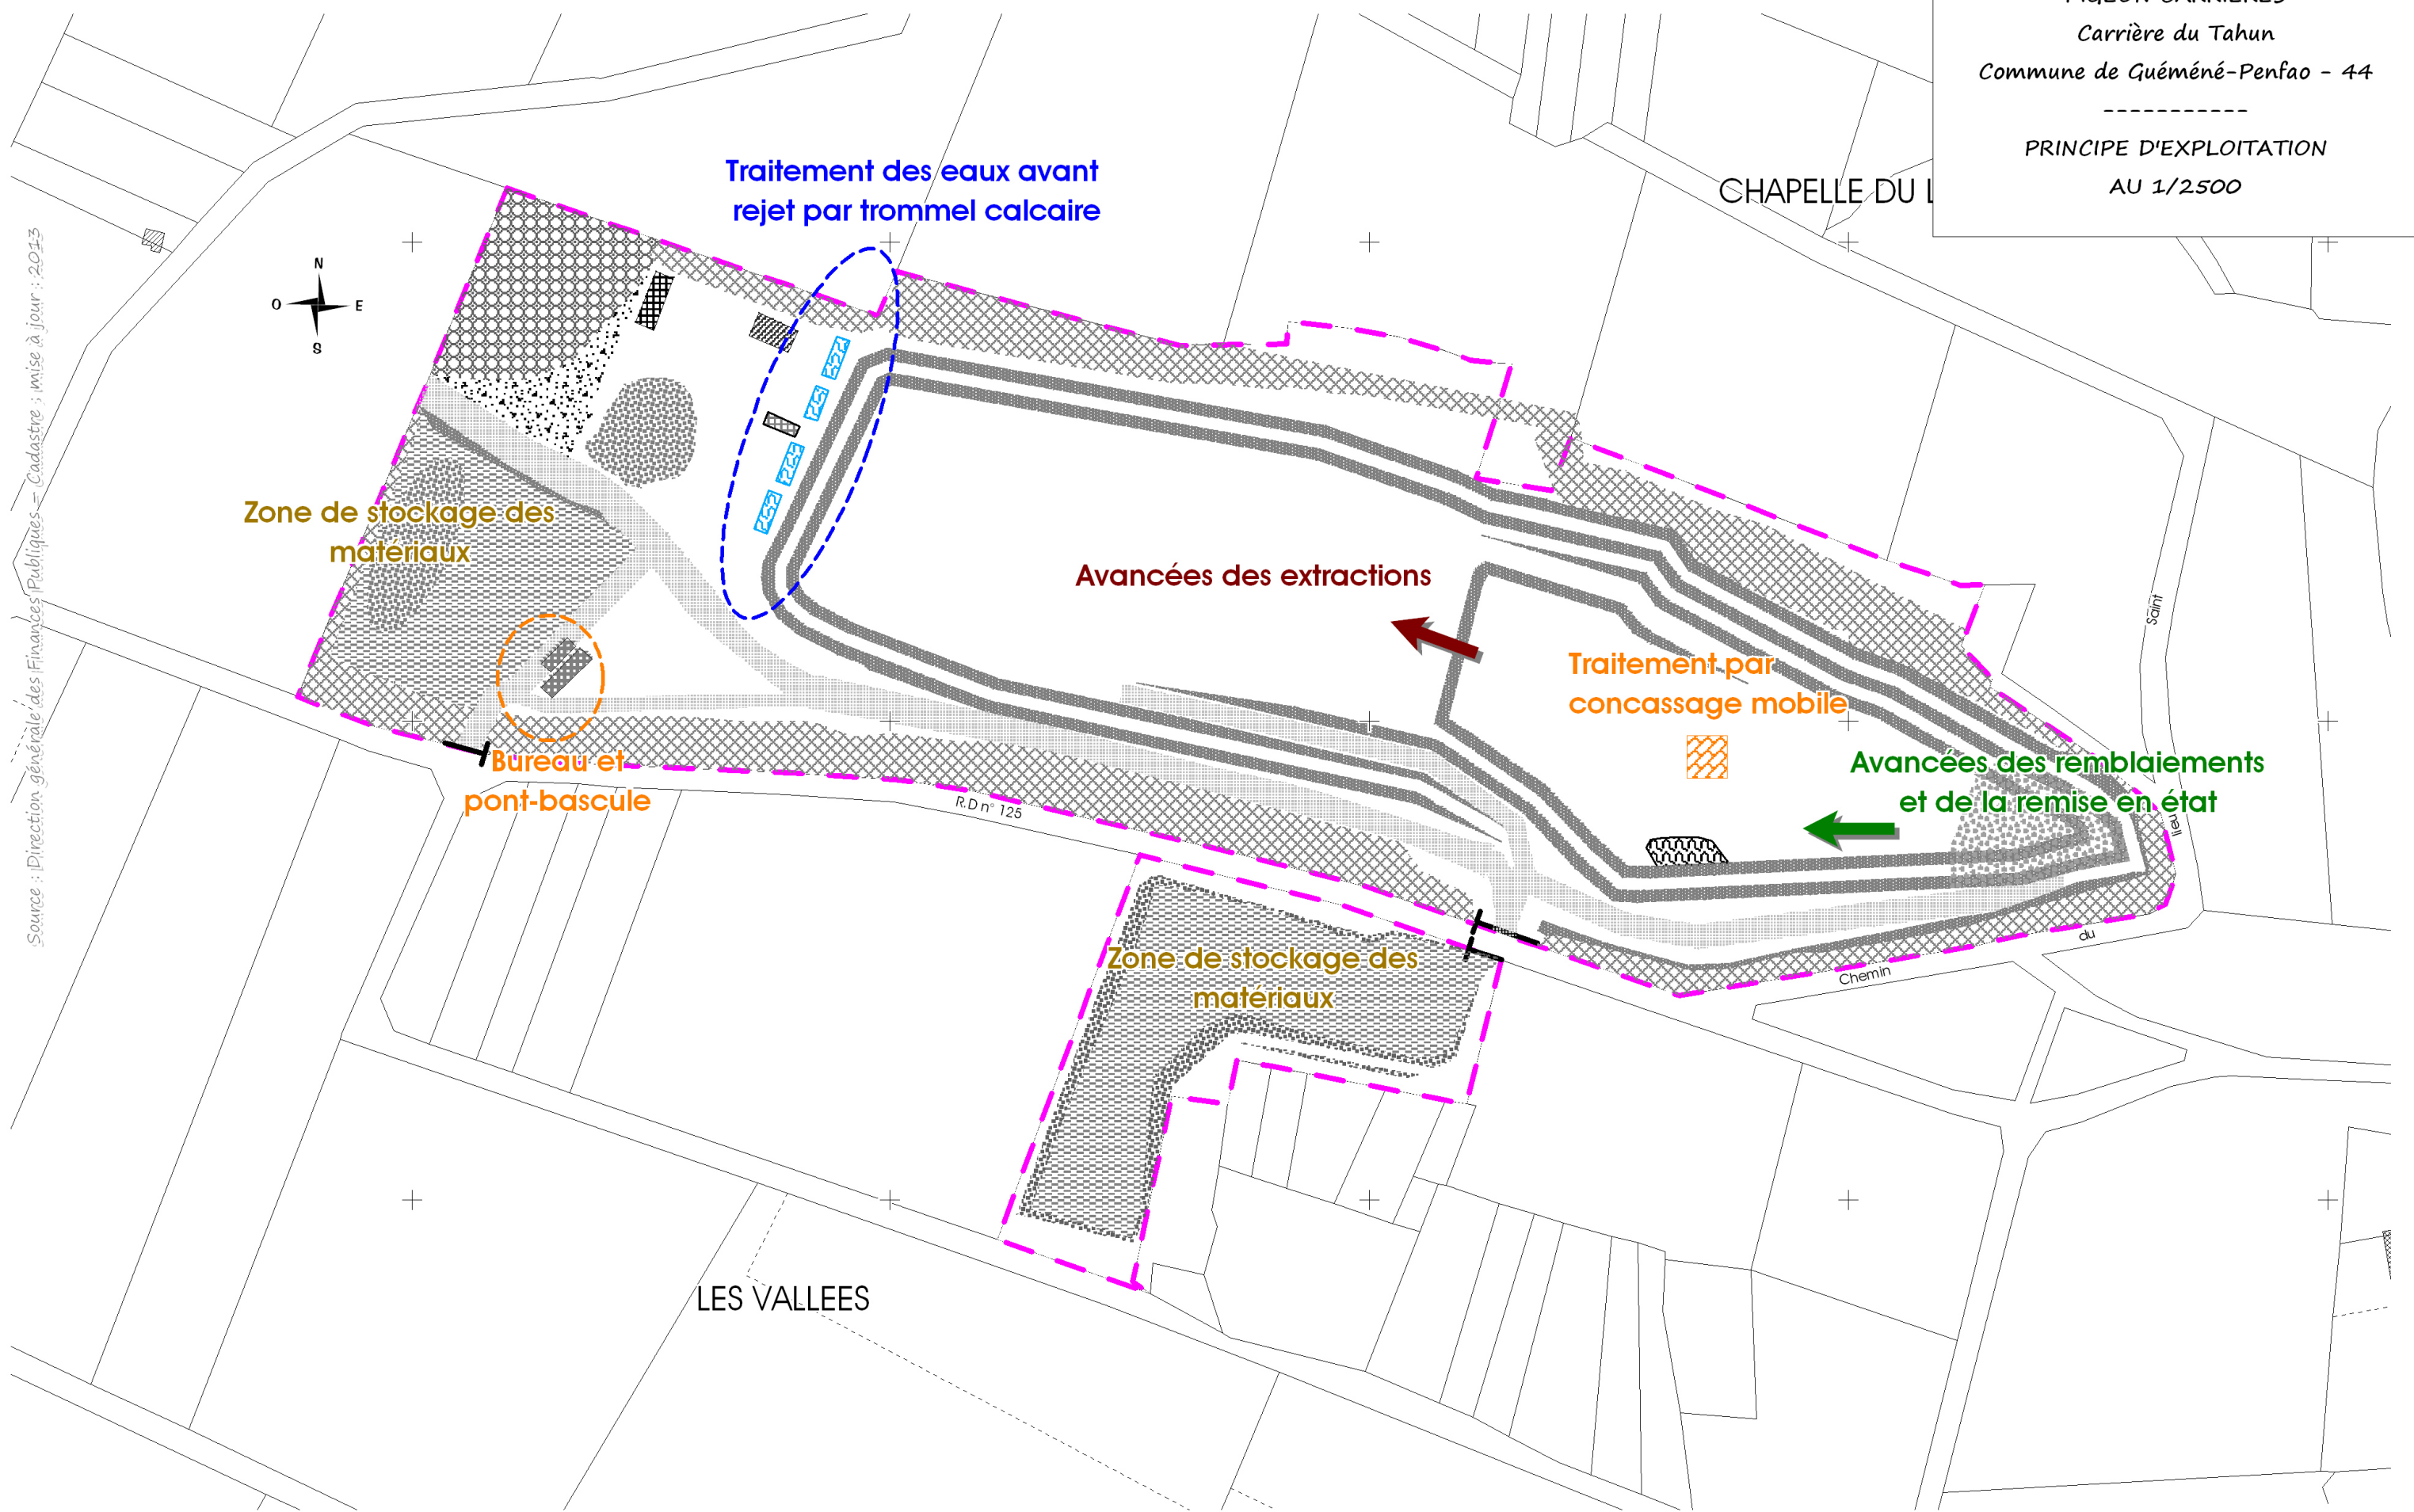 Carrière du Tahun
Commune de Guéméné-Penfao - 44
-----------
PRINCIPE D'EXPLOITATION
AU 1/2500
CHAPELLE DU L
Traitement des eaux avant
rejet par trommel calcaire
N
O
E
S
Source : Direction générale des Finances Publiques – Cadastre ; mise à jour : 2013
Zone de stockage des
matériaux
Avancées des extractions
Saint
Traitement par
concassage mobile
Bureau et
pont-bascule
Avancées des remblaiements
et de la remise en état
R.D n° 125
lieu
du
Chemin
Zone de stockage des
matériaux
LES VALLEES